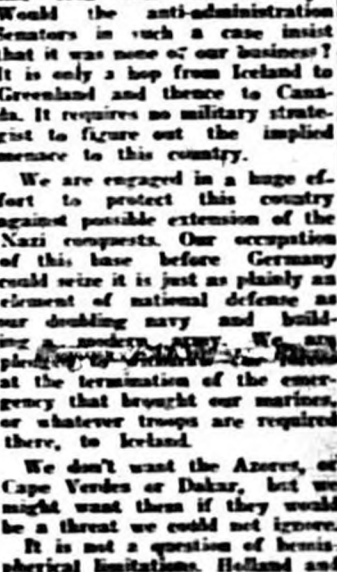 Would the anti-administration
Senators in such a case insist
that it was none of our business?
It is only a hop from Iceland to
Greenland and thence to Cana-
da. It requires no military strate-
gist to figure out the implied
menace to this country.
We are engaged in a huge ef-
fort to protect this country
against possible extension of the
Nazi conquests. Our occupation
of this base before Germany
could seize it is just as plainly an
element of national defense as
our doubling navy and build-
ing a modern army. We are
pledged to withdraw our forces
at the termination of the emer-
gency that brought our marines,
or whatever troops are required
there, to Iceland.
We don't want the Azores, or
Cape Verdes or Dakar, but we
might want them if they would
be a threat we could not ignore.
It is not a question of hemis-
pherical limitations. Holland and